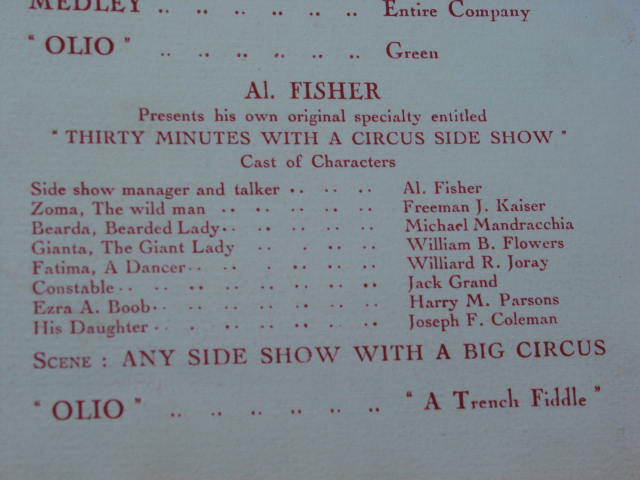 MEDLEY .. .. .. .. .. .. Entire Company
" OLIO " .. .. .. .. .. .. Green
Al. FISHER
Presents his own original specialty entitled
" THIRTY MINUTES WITH A CIRCUS SIDE SHOW "
Cast of Characters
Side show manager and talker .. .. .. Al. Fisher
Zoma, The wild man .. .. .. .. .. Freeman J. Kaiser
Bearda, Bearded Lady.. .. .. .. .. Michael Mandracchia
Gianta, The Giant Lady .. . .. .. .. William B. Flowers
Fatima, A Dancer.. .. . .. .. .. Williard R. Joray
Constable.. .. .. .. .. .. .. Jack Grand
Ezra A. Boob.. .. .. .. .. .. .. Harry M. Parsons
His Daughter.. . .. .. .. .. .. Joseph F. Coleman
SCENE : ANY SIDE SHOW WITH A BIG CIRCUS
" OLIO " .. .. .. .. .. .. " A Trench Fiddle "